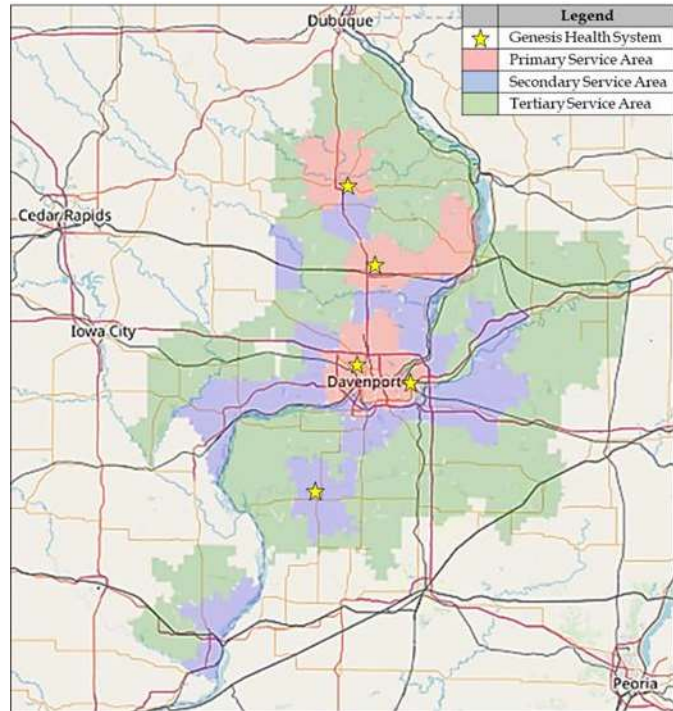 Dubuque
Legend
Genesis Health System
Primary Service Area
Secondary Service Area
Tertiary Service Area
Cedar Rapids
Iowa City
Davenport
Peoria